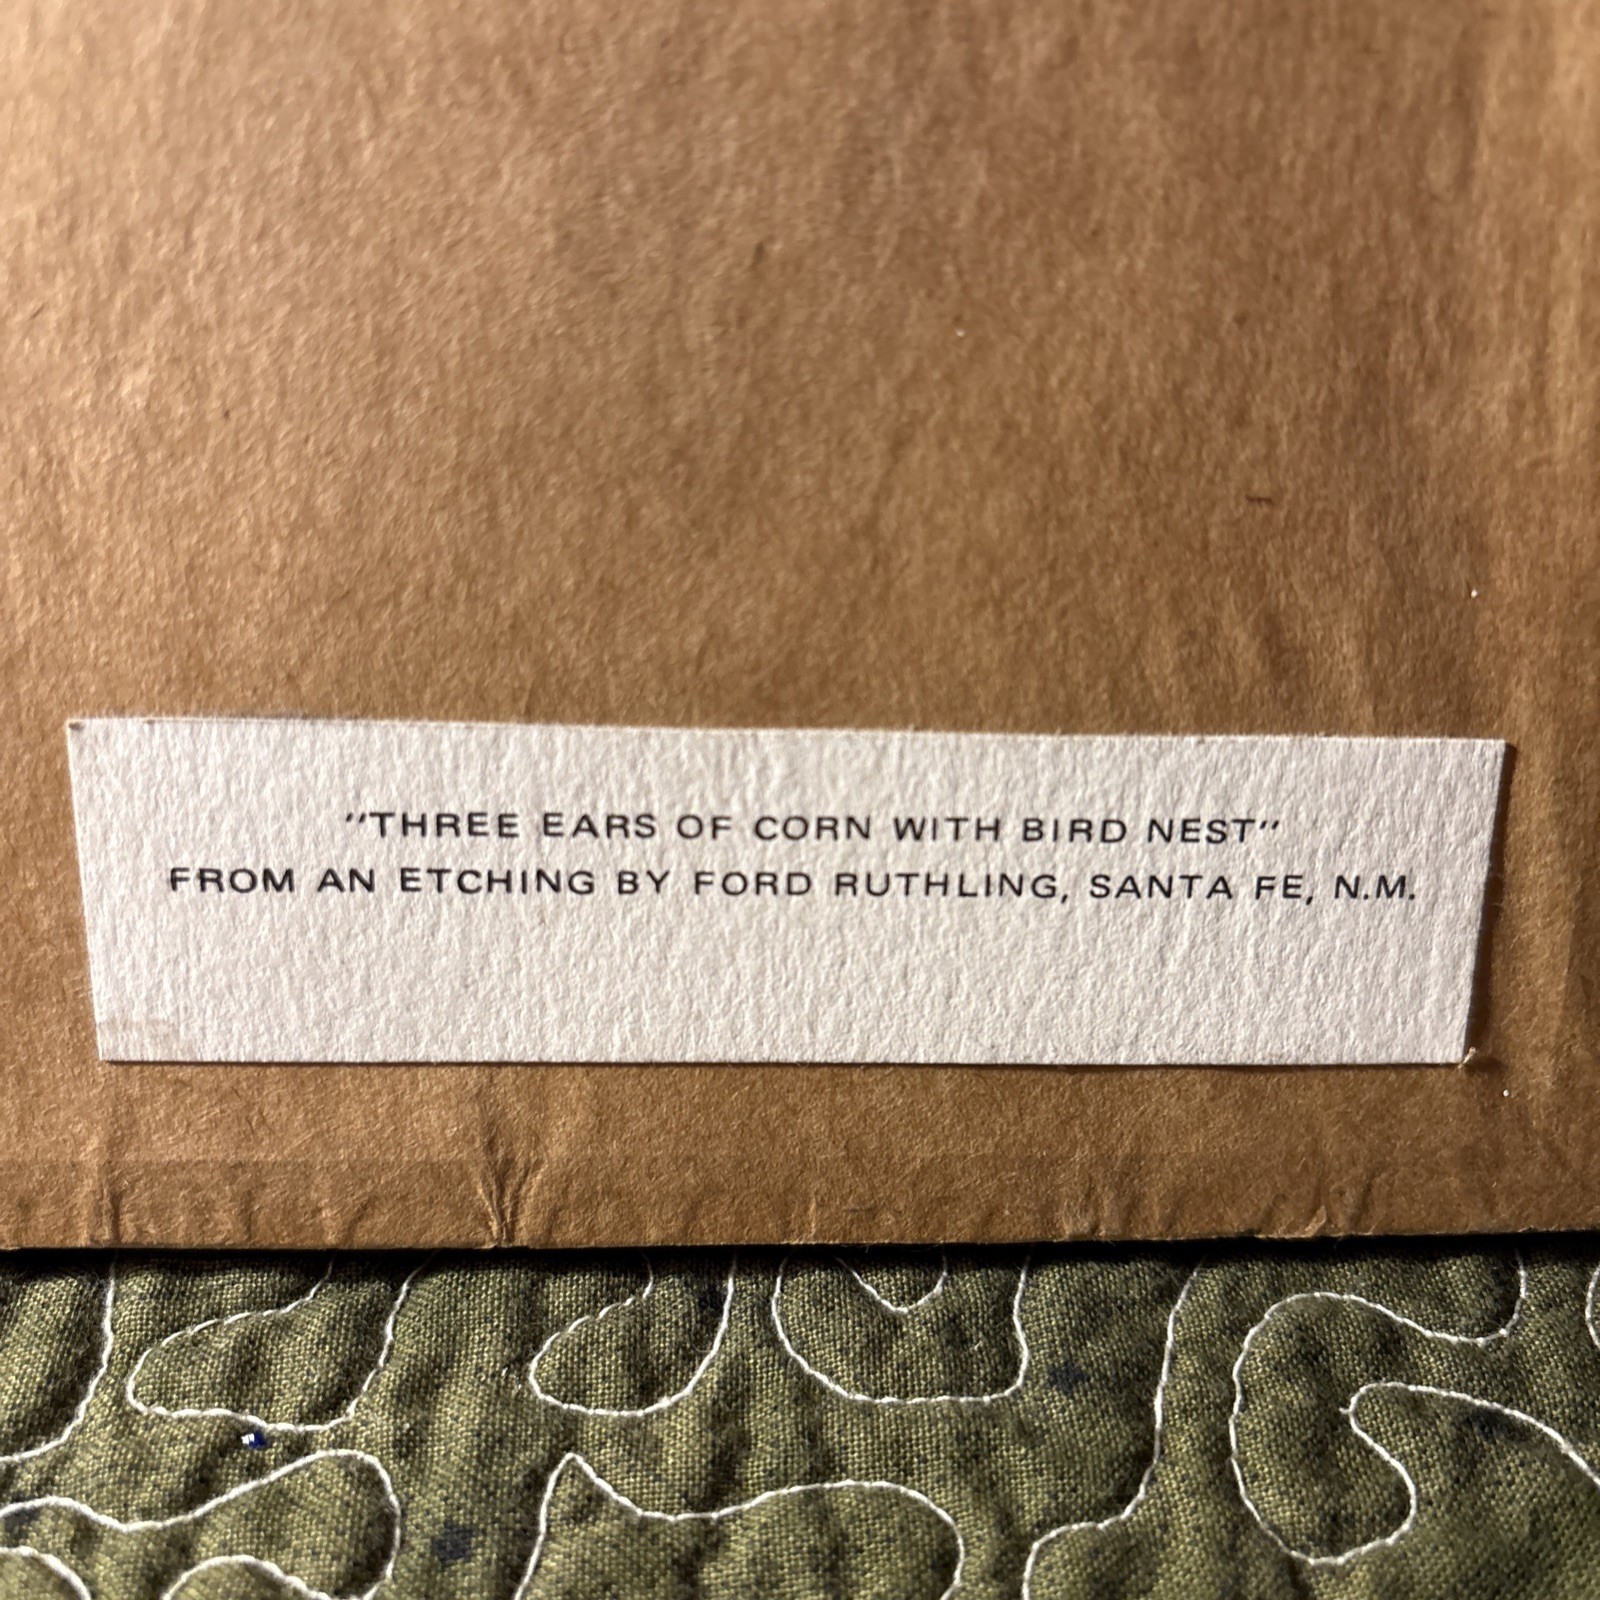 "THREE EARS OF CORN WITH BIRD NEST"
FROM AN ETCHING BY FORD RUTHLING, SANTA FE, N.M.